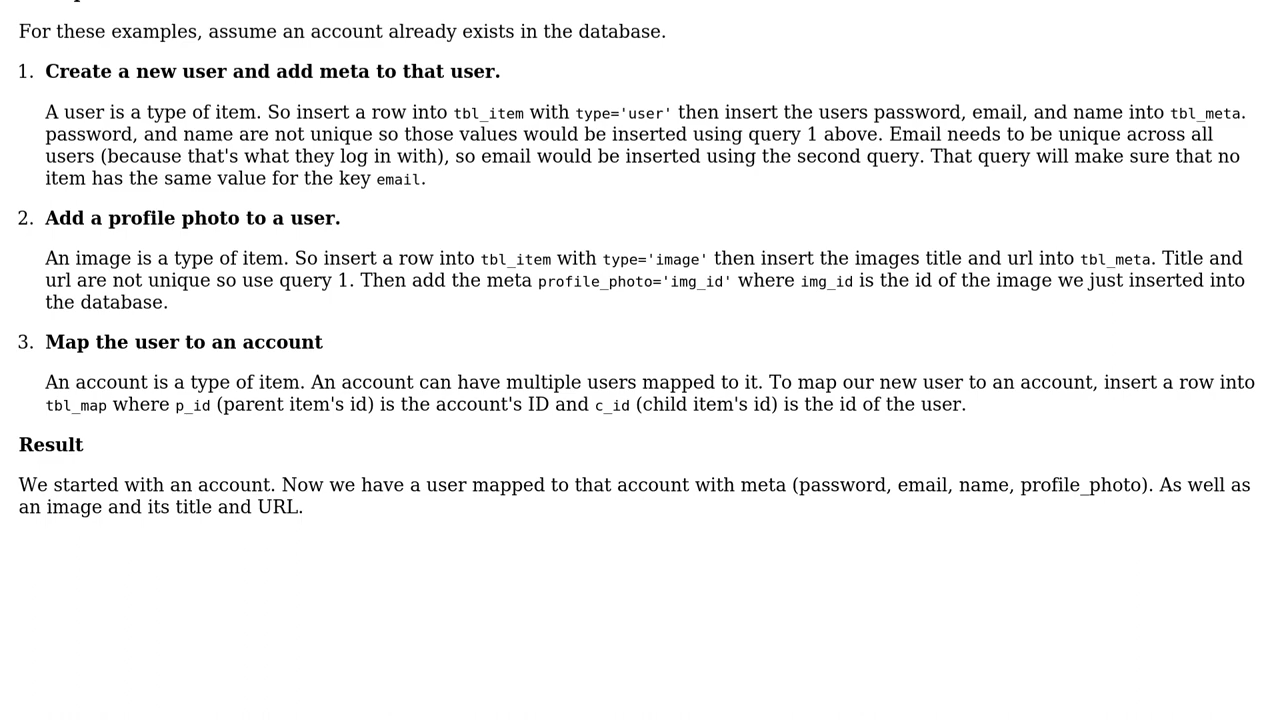 For these examples, assume an account already exists in the database.
1. Create a new user and add meta to that user.
A user is a type of item. So insert a row into tbl_item with type='user' then insert the users password, email, and name into tbl_meta.
password, and name are not unique so those values would be inserted using query 1 above. Email needs to be unique across all
users (because that's what they log in with), so email would be inserted using the second query. That query will make sure that no
item has the same value for the key email.
2. Add a profile photo to a user.
An image is a type of item. So insert a row into tbl_item with type='image' then insert the images title and url into tbl_meta. Title and
url are not unique so use query 1. Then add the meta profile_photo='img_id' where img_id is the id of the image we just inserted into
the database.
3. Map the user to an account
An account is a type of item. An account can have multiple users mapped to it. To map our new user to an account, insert a row into
tbl_map where p_id (parent item's id) is the account's ID and c_id (child item's id) is the id of the user.
Result
We started with an account. Now we have a user mapped to that account with meta (password, email, name, profile_photo). As well as
an image and its title and URL.